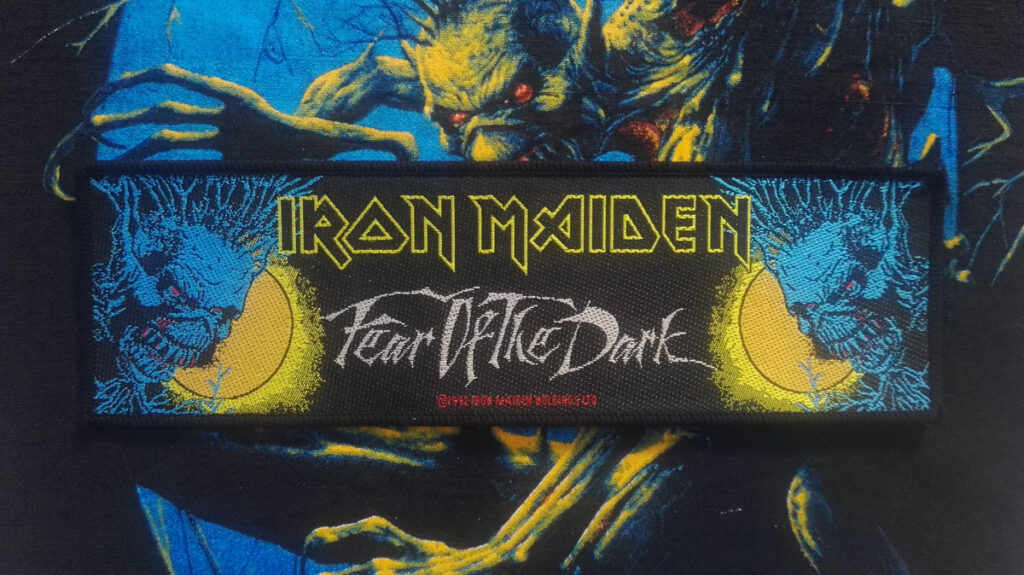 IRON MAIDEN
Fear Of The Dark
©1992 IRON MAIDEN HOLDINGS LTD